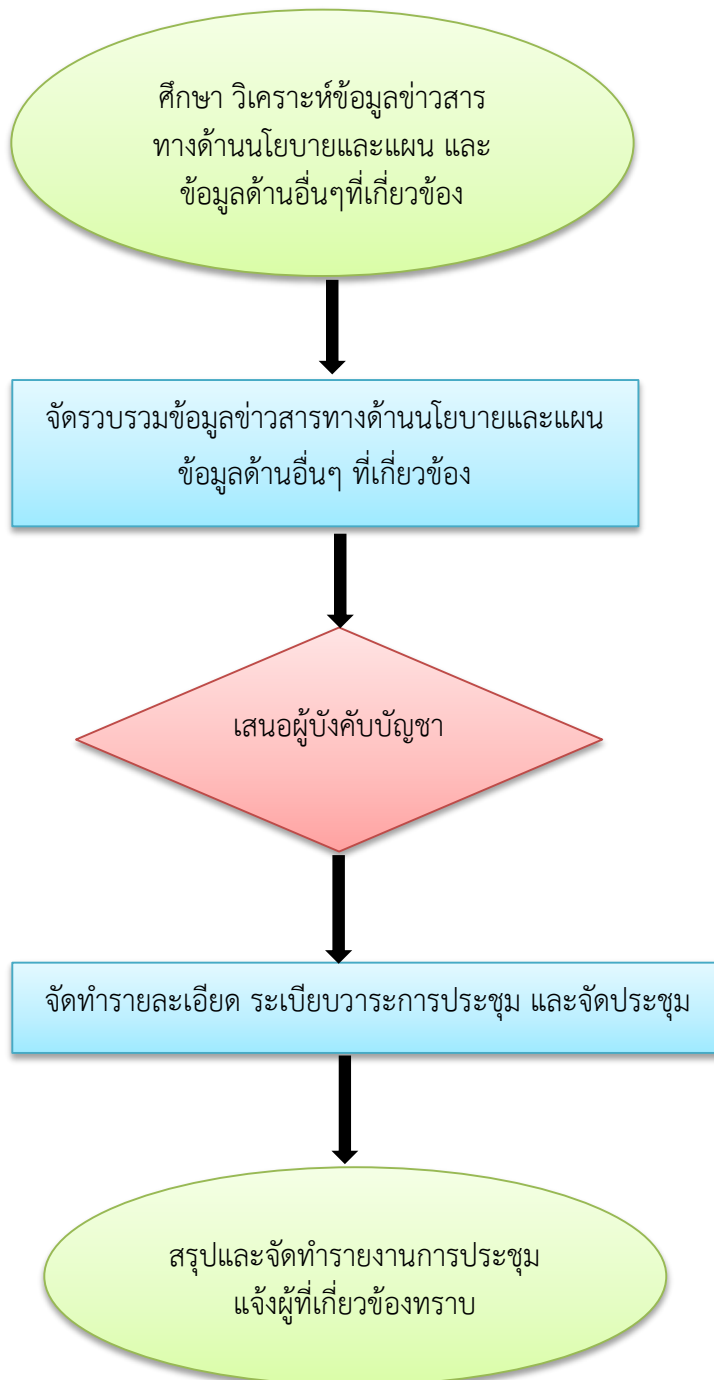 ศึกษา วิเคราะห์ข้อมูลข่าวสาร
ทางด้านนโยบายและแผน และ
ข้อมูลด้านอื่นๆที่เกี่ยวข้อง
จัดรวบรวมข้อมูลข่าวสารทางด้านนโยบายและแผน
ข้อมูลด้านอื่นๆ ที่เกี่ยวข้อง
เสนอผู้บังคับบัญชา
จัดทำรายละเอียด ระเบียบวาระการประชุม และจัดประชุม
สรุปและจัดทำรายงานการประชุม
แจ้งผู้ที่เกี่ยวข้องทราบ